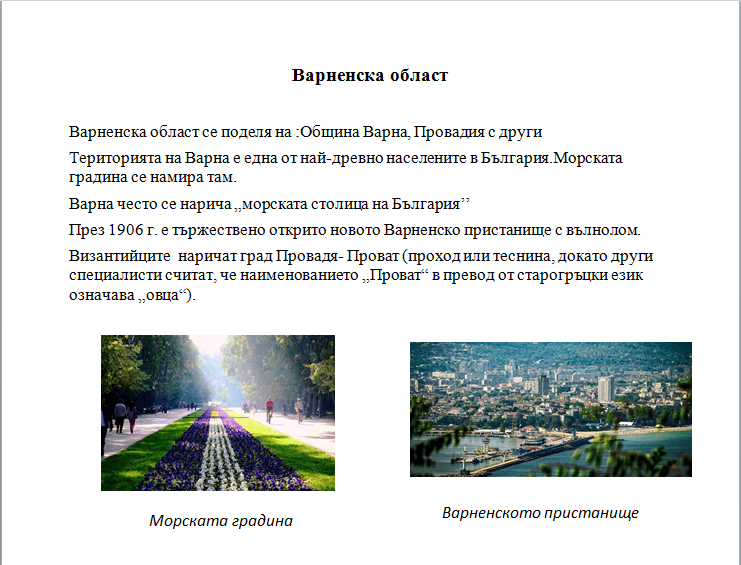 Варненска област
Варненска област се поделя на :Община Варна, Провадия с други
Територията на Варна е една от най-древно населените в България.Морската
градина се намира там.
Варна често се нарича ,,морската столица на България’’
През 1906 г. е тържествено открито новото Варненско пристанище с вълнолом.
Византийците  наричат град Провадя- Проват (проход или теснина, докато други
специалисти считат, че наименованието ,,Проват“ в превод от старогръцки език
означава ,,овца“).
Морската градина
Варненското пристанище